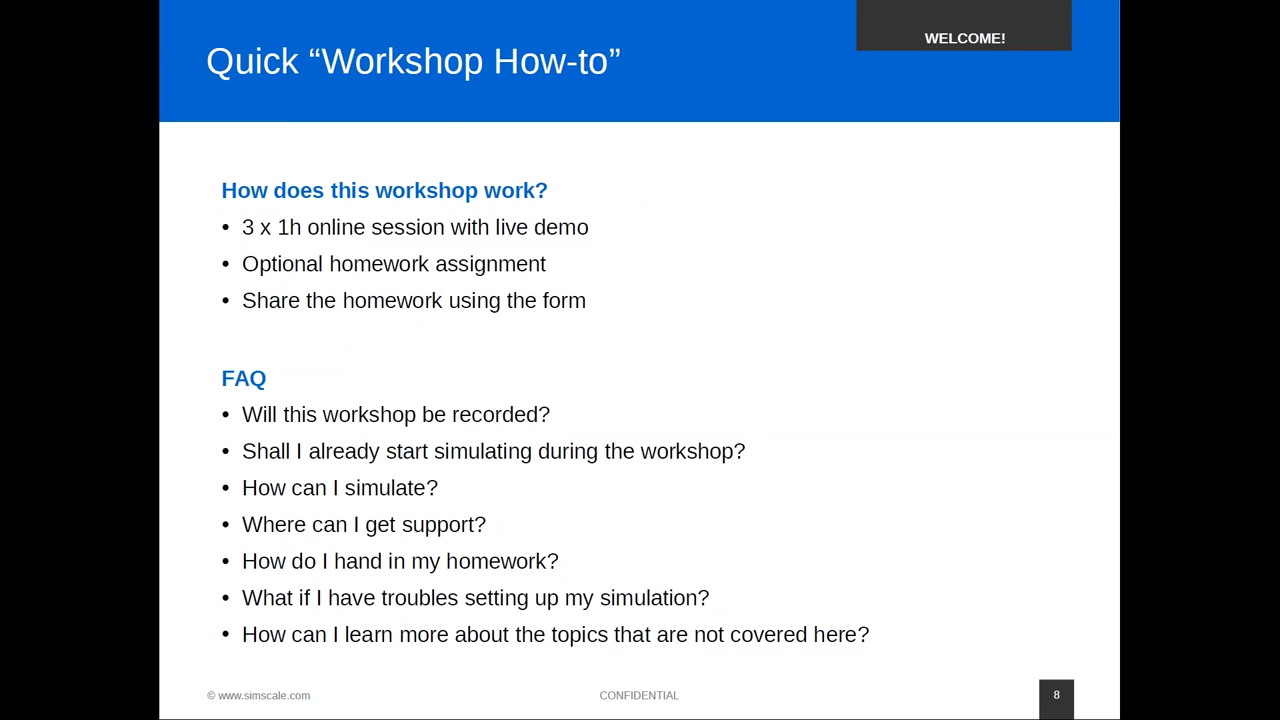 WELCOME!
Quick “Workshop How-to”
How does this workshop work?
• 3 x 1h online session with live demo
• Optional homework assignment
• Share the homework using the form
FAQ
• Will this workshop be recorded?
• Shall I already start simulating during the workshop?
• How can I simulate?
• Where can I get support?
• How do I hand in my homework?
• What if I have troubles setting up my simulation?
• How can I learn more about the topics that are not covered here?
© www.simscale.com CONFIDENTIAL 8